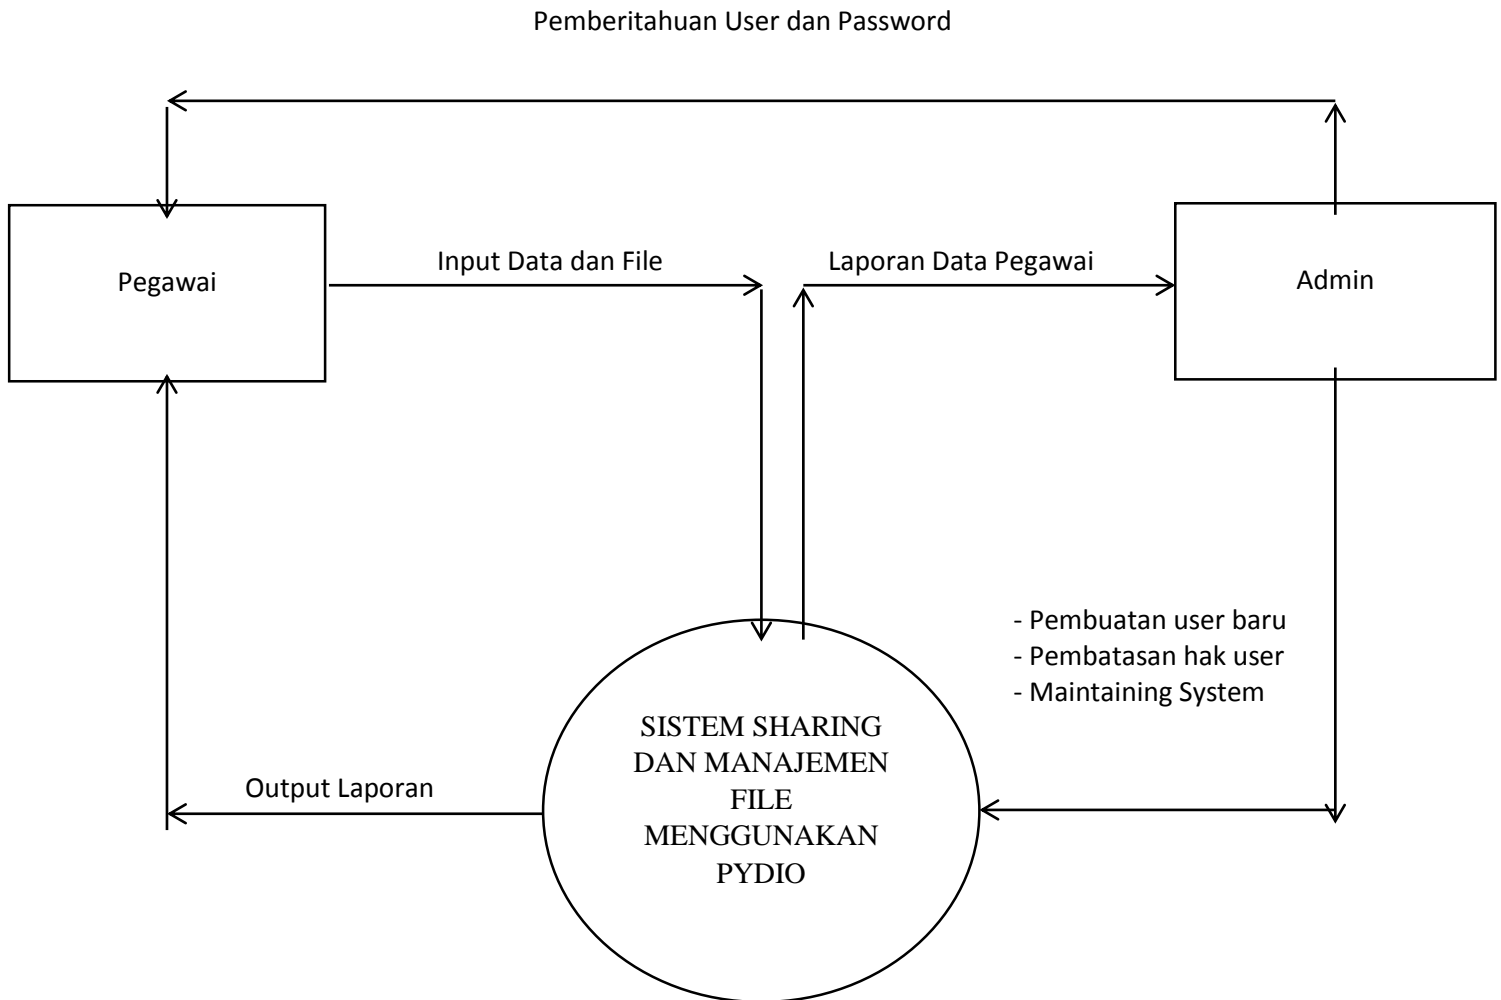 Pemberitahuan User dan Password
Pegawai
Input Data dan File
Laporan Data Pegawai
Admin
- Pembuatan user baru
- Pembatasan hak user
- Maintaining System
SISTEM SHARING
DAN MANAJEMEN
FILE
MENGGUNAKAN
PYDIO
Output Laporan